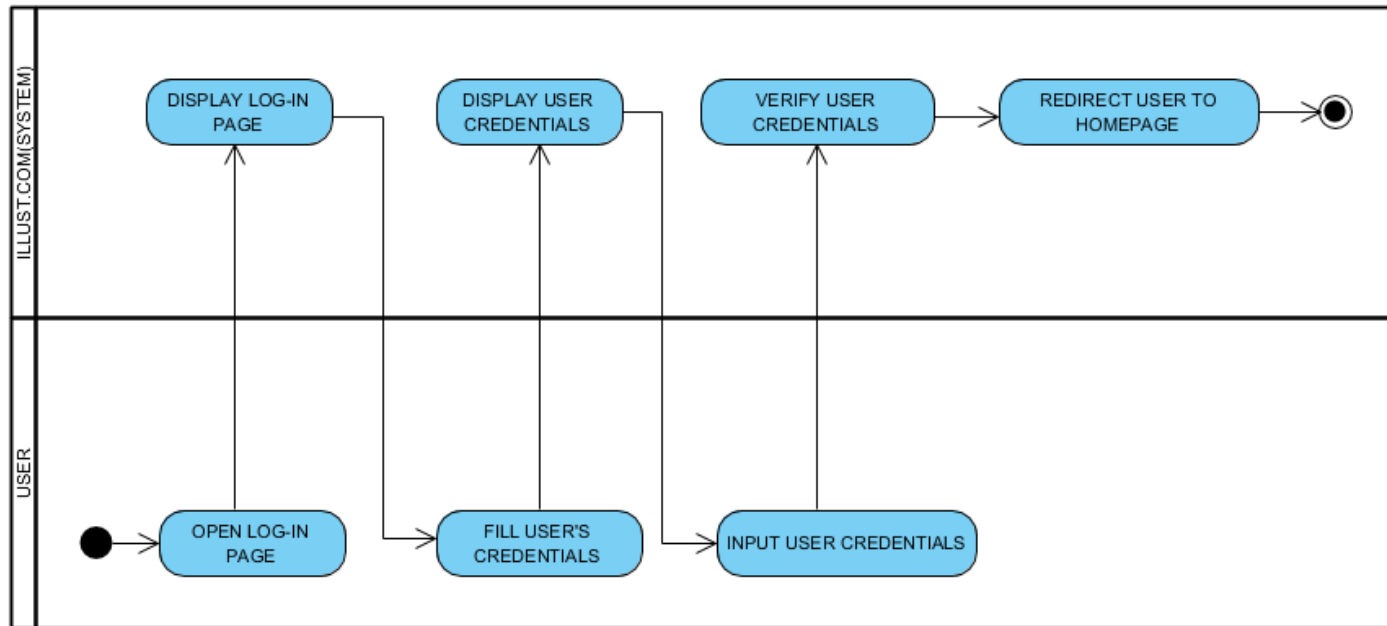 ILLUST.COM(SYSTEM)
DISPLAY LOG-IN
PAGE
DISPLAY USER
CREDENTIALS
VERIFY USER
CREDENTIALS
REDIRECT USER TO
HOMEPAGE
USER
OPEN LOG-IN
PAGE
FILL USER'S
CREDENTIALS
INPUT USER CREDENTIALS